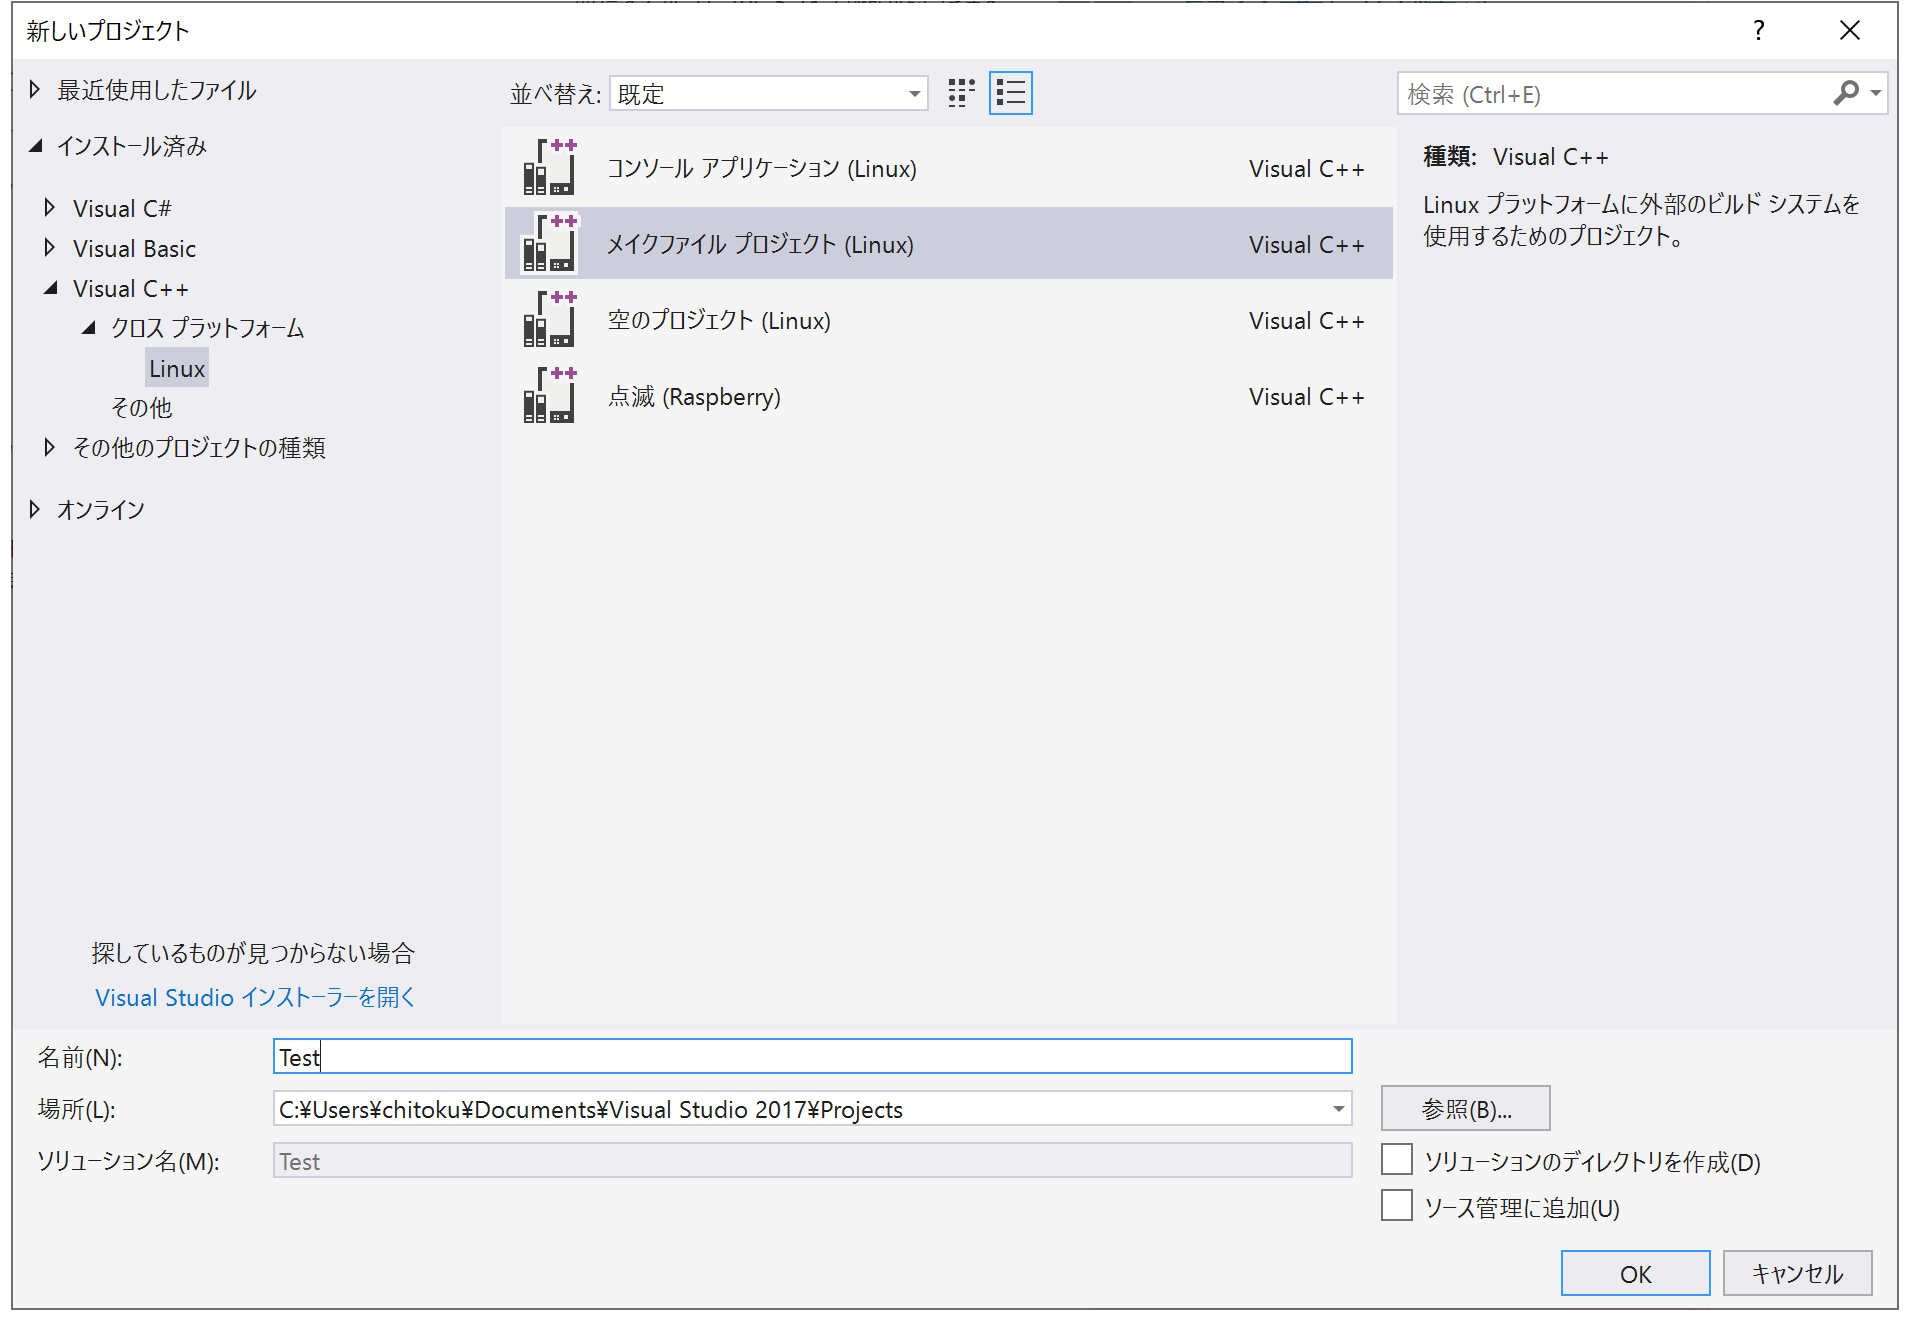 新しいプロジェクト
?
最近使用したファイル
インストール済み
Visual C#
Visual Basic
Visual C++
クロス プラットフォーム
Linux
その他
その他のプロジェクトの種類
オンライン
探しているものが見つからない場合
Visual Studio インストーラーを開く
並べ替え: 既定
コンソール アプリケーション (Linux) Visual C++
メイクファイル プロジェクト (Linux) Visual C++
空のプロジェクト (Linux) Visual C++
点滅 (Raspberry) Visual C++
検索 (Ctrl+E)
種類: Visual C++
Linux プラットフォームに外部のビルド システムを
使用するためのプロジェクト。
名前(N): Test
場所(L): C:¥Users¥chitoku¥Documents¥Visual Studio 2017¥Projects
参照(B)...
ソリューション名(M): Test
ソリューションのディレクトリを作成(D)
ソース管理に追加(U)
OK キャンセル